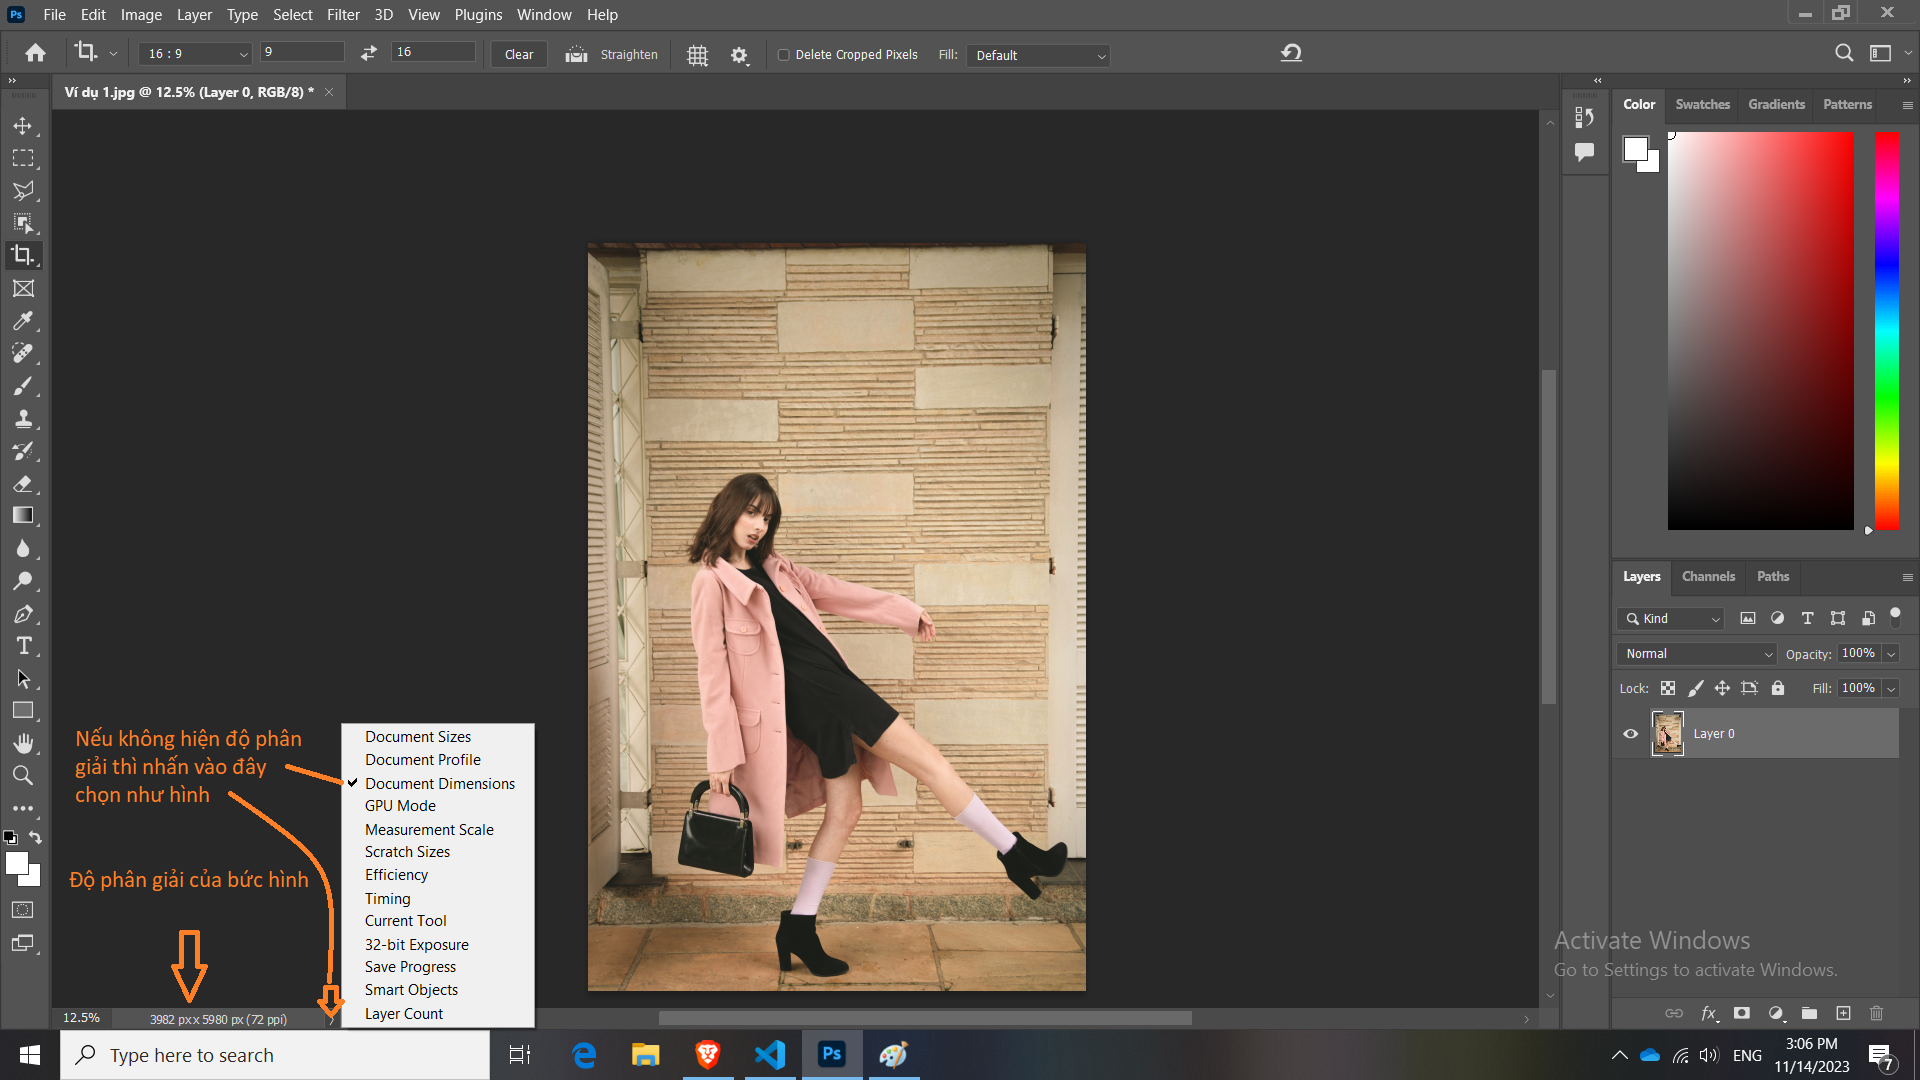 Ps File Edit Image Layer Type Select Filter 3D View Plugins Window Help
16 : 9 9 16 Clear Straighten Delete Cropped Pixels Fill: Default
Ví dụ 1.jpg @ 12.5% (Layer 0, RGB/8) *
Color Swatches Gradients Patterns
Layers Channels Paths
Kind
Normal Opacity: 100%
Lock: Fill: 100%
Layer 0
Nếu không hiện độ phân
giải thì nhấn vào đây
chọn như hình
Độ phân giải của bức hình
Document Sizes
Document Profile
Document Dimensions
GPU Mode
Measurement Scale
Scratch Sizes
Efficiency
Timing
Current Tool
32-bit Exposure
Save Progress
Smart Objects
Layer Count
Activate Windows
Go to Settings to activate Windows.
12.5% 3982 px x 5980 px (72 ppi)
fx
Type here to search
Ps
ENG
3:06 PM
11/14/2023
7